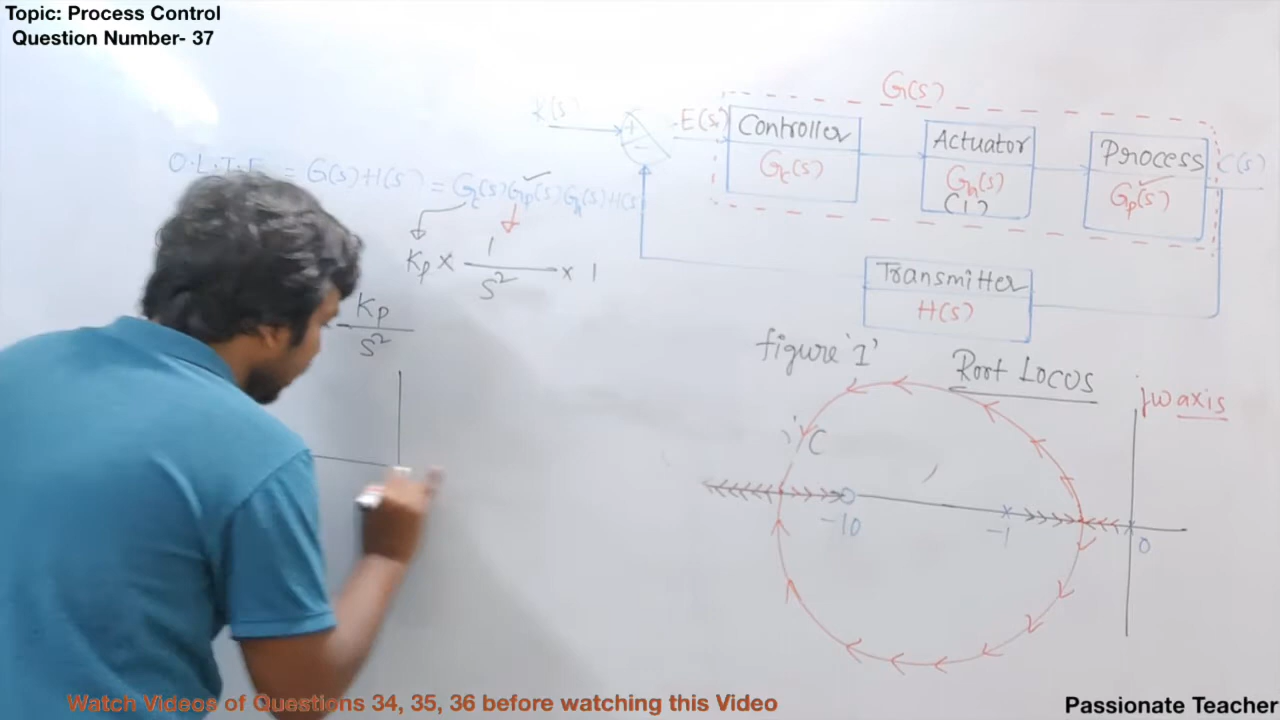 Topic: Process Control
Question Number- 37
G(s)
R(s)
+
-
E(s)
Controller
Gc(s)
Actuator
Ga(s)
Process
Gp(s)
C(s)
= G(s)H(s) = Gc(s)Gp(s)Ga(s)H(s)
Kp × 1/s² × 1
Transmitter
H(s)
Kp/s²
figure '1'
Root Locus
jw axis
-10
-1
0
Watch Videos of Questions 34, 35, 36 before watching this Video
Passionate Teacher